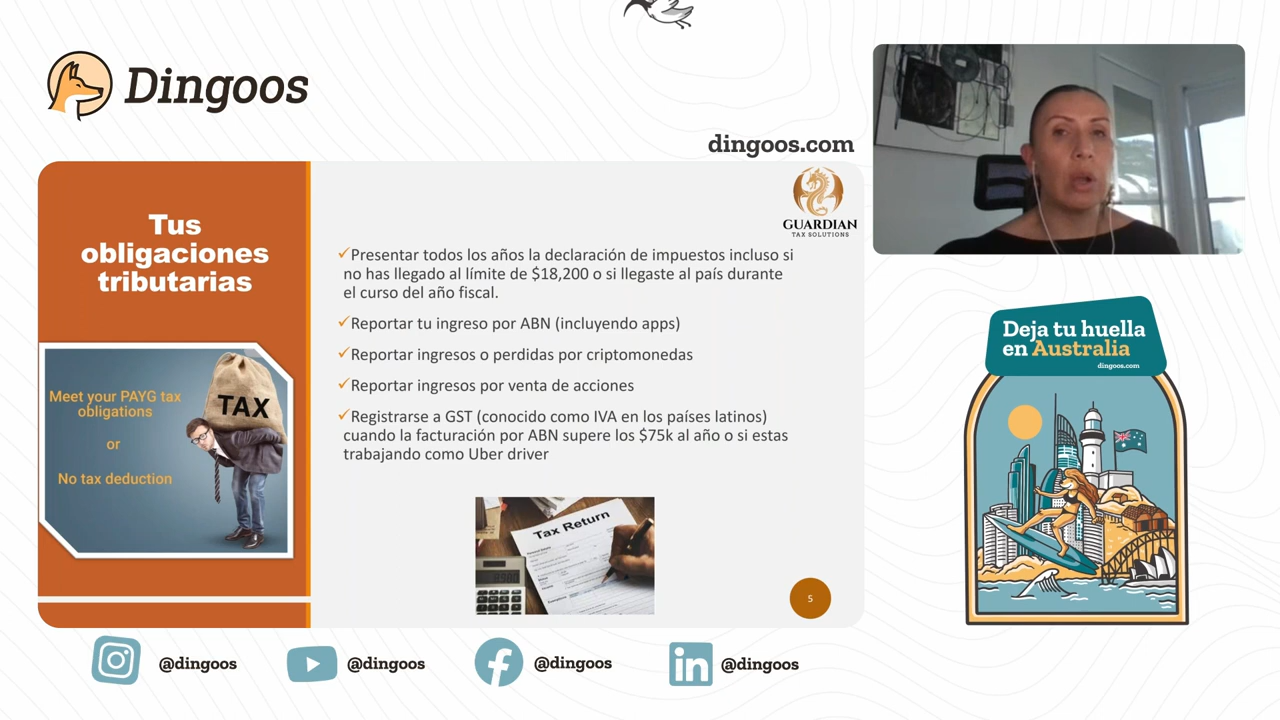 Dingoos
dingoos.com
GUARDIAN
TAX SOLUTIONS
Tus
obligaciones
tributarias
Meet your PAYG tax
obligations
or
No tax deduction
TAX
✓Presentar todos los años la declaración de impuestos incluso si
no has llegado al límite de $18,200 o si llegaste al país durante
el curso del año fiscal.
✓Reportar tu ingreso por ABN (incluyendo apps)
✓Reportar ingresos o perdidas por criptomonedas
✓Reportar ingresos por venta de acciones
✓Registrarse a GST (conocido como IVA en los países latinos)
cuando la facturación por ABN supere los $75k al año o si estas
trabajando como Uber driver
Tax Return
5
Deja tu huella
en Australia
dingoos.com
@dingoos
@dingoos
@dingoos
in @dingoos